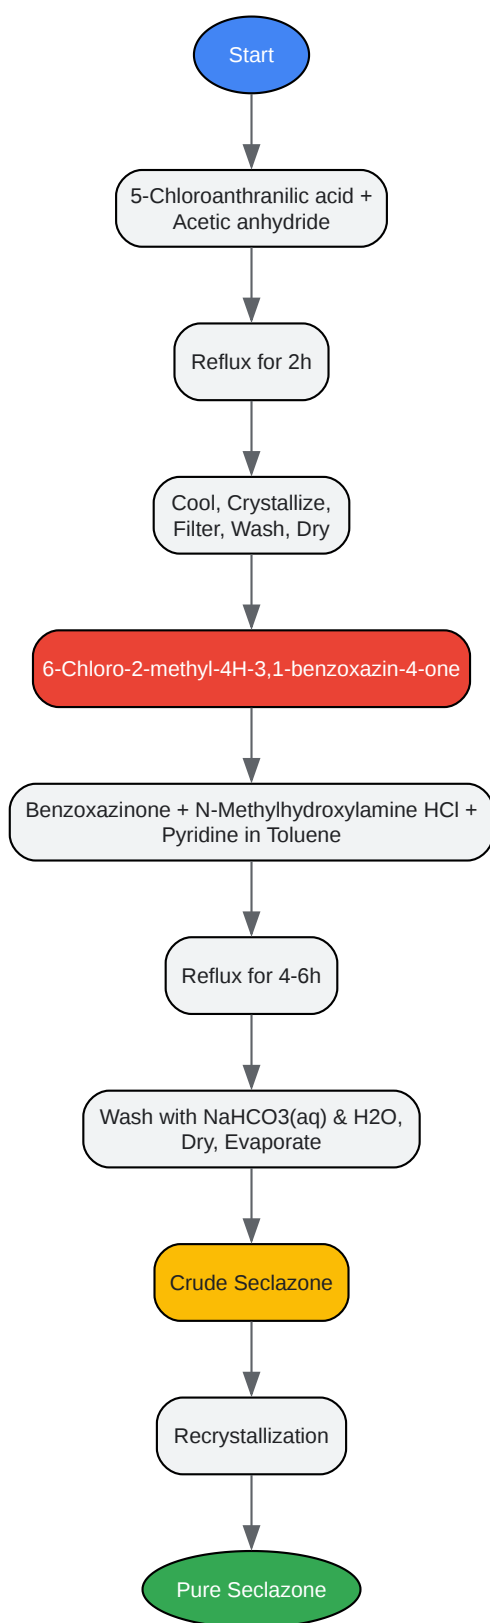 Start
5-Chloroanthranilic acid +
Acetic anhydride
Reflux for 2h
Cool, Crystallize,
Filter, Wash, Dry
6-Chloro-2-methyl-4H-3,1-benzoxazin-4-one
Benzoxazinone + N-Methylhydroxylamine HCl +
Pyridine in Toluene
Reflux for 4-6h
Wash with NaHCO3(aq) & H2O,
Dry, Evaporate
Crude Seclazone
Recrystallization
Pure Seclazone